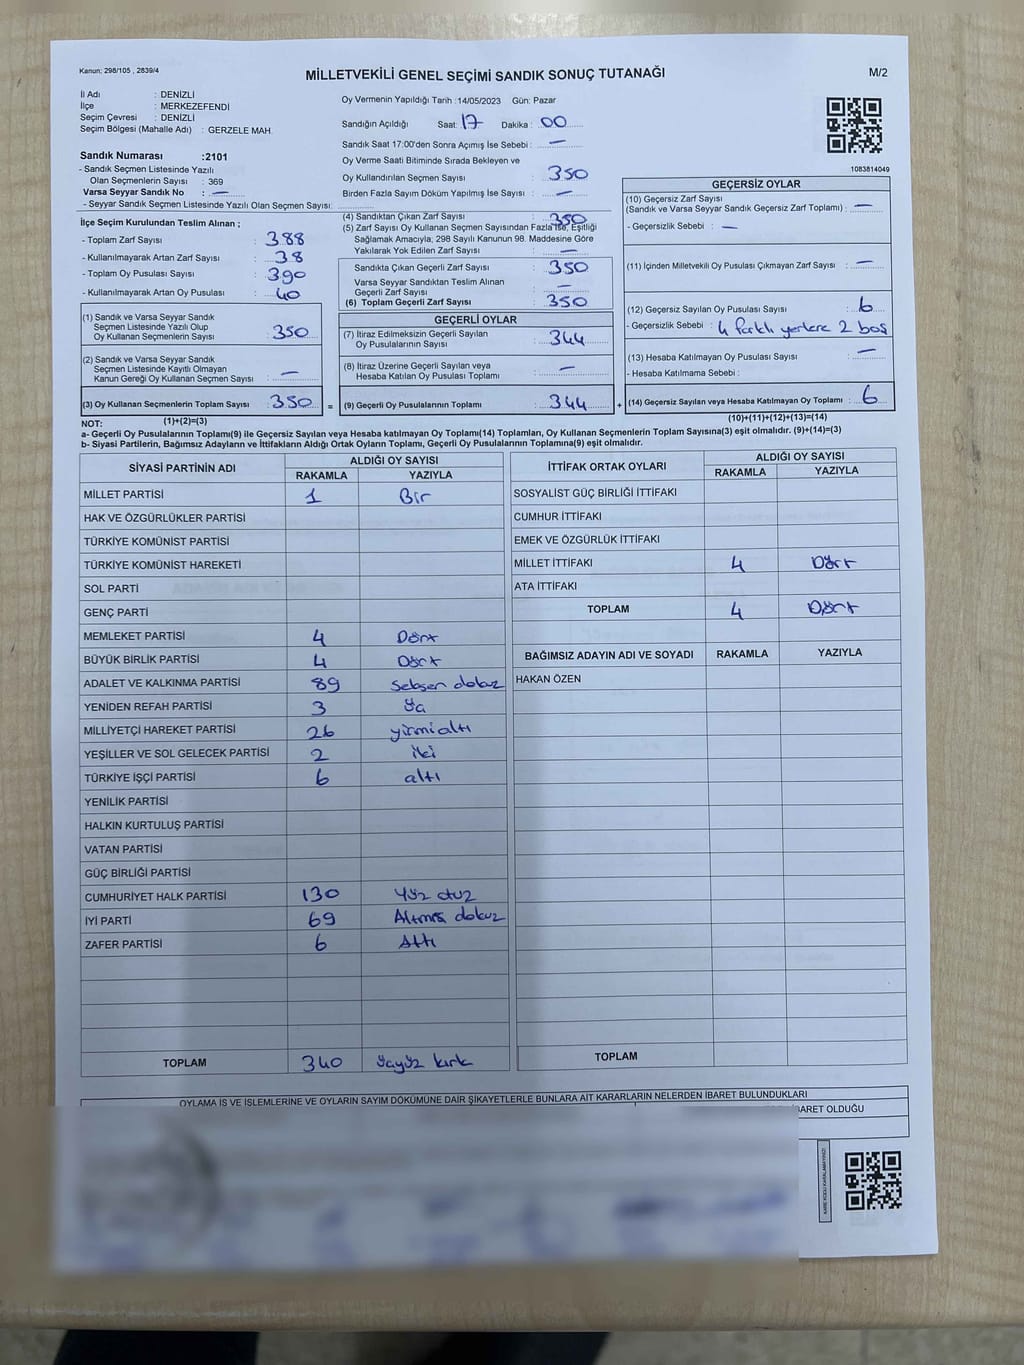 Kanun; 298/105 , 2839/4
MİLLETVEKİLİ GENEL SEÇİMİ SANDIK SONUÇ TUTANAĞI
M/2
İl Adı : DENİZLİ
İlçe : MERKEZEFENDİ
Seçim Çevresi : DENİZLİ
Seçim Bölgesi (Mahalle Adı) : GERZELE MAH.
Sandık Numarası :2101
- Sandık Seçmen Listesinde Yazılı
Olan Seçmenlerin Sayısı : 369
Varsa Seyyar Sandık No : —
- Seyyar Sandık Seçmen Listesinde Yazılı Olan Seçmen Sayısı:
Oy Vermenin Yapıldığı Tarih :14/05/2023 Gün: Pazar
Sandığın Açıldığı Saat: 17 Dakika : 00
Sandık Saat 17:00'den Sonra Açımış İse Sebebi : —
Oy Verme Saati Bitiminde Sırada Bekleyen ve
Oy Kullandırılan Seçmen Sayısı : 350
Birden Fazla Sayım Döküm Yapılmış İse Sayısı : —
1083814049
İlçe Seçim Kurulundan Teslim Alınan ;
- Toplam Zarf Sayısı : 388
- Kullanılmayarak Artan Zarf Sayısı : 38
- Toplam Oy Pusulası Sayısı : 390
- Kullanılmayarak Artan Oy Pusulası : 40
(1) Sandık ve Varsa Seyyar Sandık
Seçmen Listesinde Yazılı Olup
Oy Kullanan Seçmenlerin Sayısı : 350
(2) Sandık ve Varsa Seyyar Sandık
Seçmen Listesinde Kayıtlı Olmayan
Kanun Gereği Oy Kullanan Seçmen Sayısı : —
(3) Oy Kullanan Seçmenlerin Toplam Sayısı : 350
(1)+(2)=(3)
(4) Sandıktan Çıkan Zarf Sayısı : 350
(5) Zarf Sayısı Oy Kullanan Seçmen Sayısından Fazla İse, Eşitliği
Sağlamak Amacıyla; 298 Sayılı Kanunun 98. Maddesine Göre
Yakılarak Yok Edilen Zarf Sayısı : —
Sandıkta Çıkan Geçerli Zarf Sayısı : 350
Varsa Seyyar Sandıktan Teslim Alınan
Geçerli Zarf Sayısı : —
(6) Toplam Geçerli Zarf Sayısı : 350
GEÇERLİ OYLAR
(7) İtiraz Edilmeksizin Geçerli Sayılan
Oy Pusulalarının Sayısı : 344
(8) İtiraz Üzerine Geçerli Sayılan veya
Hesaba Katılan Oy Pusulası Toplamı : —
= (9) Geçerli Oy Pusulalarının Toplamı : 344
GEÇERSİZ OYLAR
(10) Geçersiz Zarf Sayısı
(Sandık ve Varsa Seyyar Sandık Geçersiz Zarf Toplamı) : —
- Geçersizlik Sebebi : —
(11) İçinden Milletvekili Oy Pusulası Çıkmayan Zarf Sayısı : —
(12) Geçersiz Sayılan Oy Pusulası Sayısı : 6
- Geçersizlik Sebebi : 4 farklı yerlere 2 boş
(13) Hesaba Katılmayan Oy Pusulası Sayısı : —
- Hesaba Katılmama Sebebi :
+ (14) Geçersiz Sayılan veya Hesaba Katılmayan Oy Toplamı : 6
(10)+(11)+(12)+(13)=(14)
NOT:
a- Geçerli Oy Pusulalarının Toplamı(9) ile Geçersiz Sayılan veya Hesaba katılmayan Oy Toplamı(14) Toplamları, Oy Kullanan Seçmenlerin Toplam Sayısına(3) eşit olmalıdır. (9)+(14)=(3)
b- Siyasi Partilerin, Bağımsız Adayların ve İttifakların Aldığı Ortak Oyların Toplamı, Geçerli Oy Pusulalarının Toplamına(9) eşit olmalıdır.
SİYASİ PARTİNİN ADI ALDIĞI OY SAYISI
RAKAMLA YAZIYLA
MİLLET PARTİSİ 1 Bir
HAK VE ÖZGÜRLÜKLER PARTİSİ
TÜRKİYE KOMÜNİST PARTİSİ
TÜRKİYE KOMÜNİST HAREKETİ
SOL PARTİ
GENÇ PARTİ
MEMLEKET PARTİSİ 4 Dört
BÜYÜK BİRLİK PARTİSİ 4 Dört
ADALET VE KALKINMA PARTİSİ 89 Seksen dokuz
YENİDEN REFAH PARTİSİ 3 Üç
MİLLİYETÇİ HAREKET PARTİSİ 26 yirmialtı
YEŞİLLER VE SOL GELECEK PARTİSİ 2 iki
TÜRKİYE İŞÇİ PARTİSİ 6 altı
YENİLİK PARTİSİ
HALKIN KURTULUŞ PARTİSİ
VATAN PARTİSİ
GÜÇ BİRLİĞİ PARTİSİ
CUMHURİYET HALK PARTİSİ 130 Yüz otuz
İYİ PARTİ 69 Altmış dokuz
ZAFER PARTİSİ 6 Altı
TOPLAM 340 Üçyüz kırk
İTTİFAK ORTAK OYLARI ALDIĞI OY SAYISI
RAKAMLA YAZIYLA
SOSYALİST GÜÇ BİRLİĞİ İTTİFAKI
CUMHUR İTTİFAKI
EMEK VE ÖZGÜRLÜK İTTİFAKI
MİLLET İTTİFAKI 4 Dört
ATA İTTİFAKI
TOPLAM 4 Dört
BAĞIMSIZ ADAYIN ADI VE SOYADI RAKAMLA YAZIYLA
HAKAN ÖZEN
TOPLAM
OYLAMA İŞ VE İŞLEMLERİNE VE OYLARIN SAYIM DÖKÜMÜNE DAİR ŞİKAYETLERLE BUNLARA AİT KARARLARIN NELERDEN İBARET BULUNDUKLARI
BARET OLDUĞU
KARE KODU KARALAMAYINIZ!